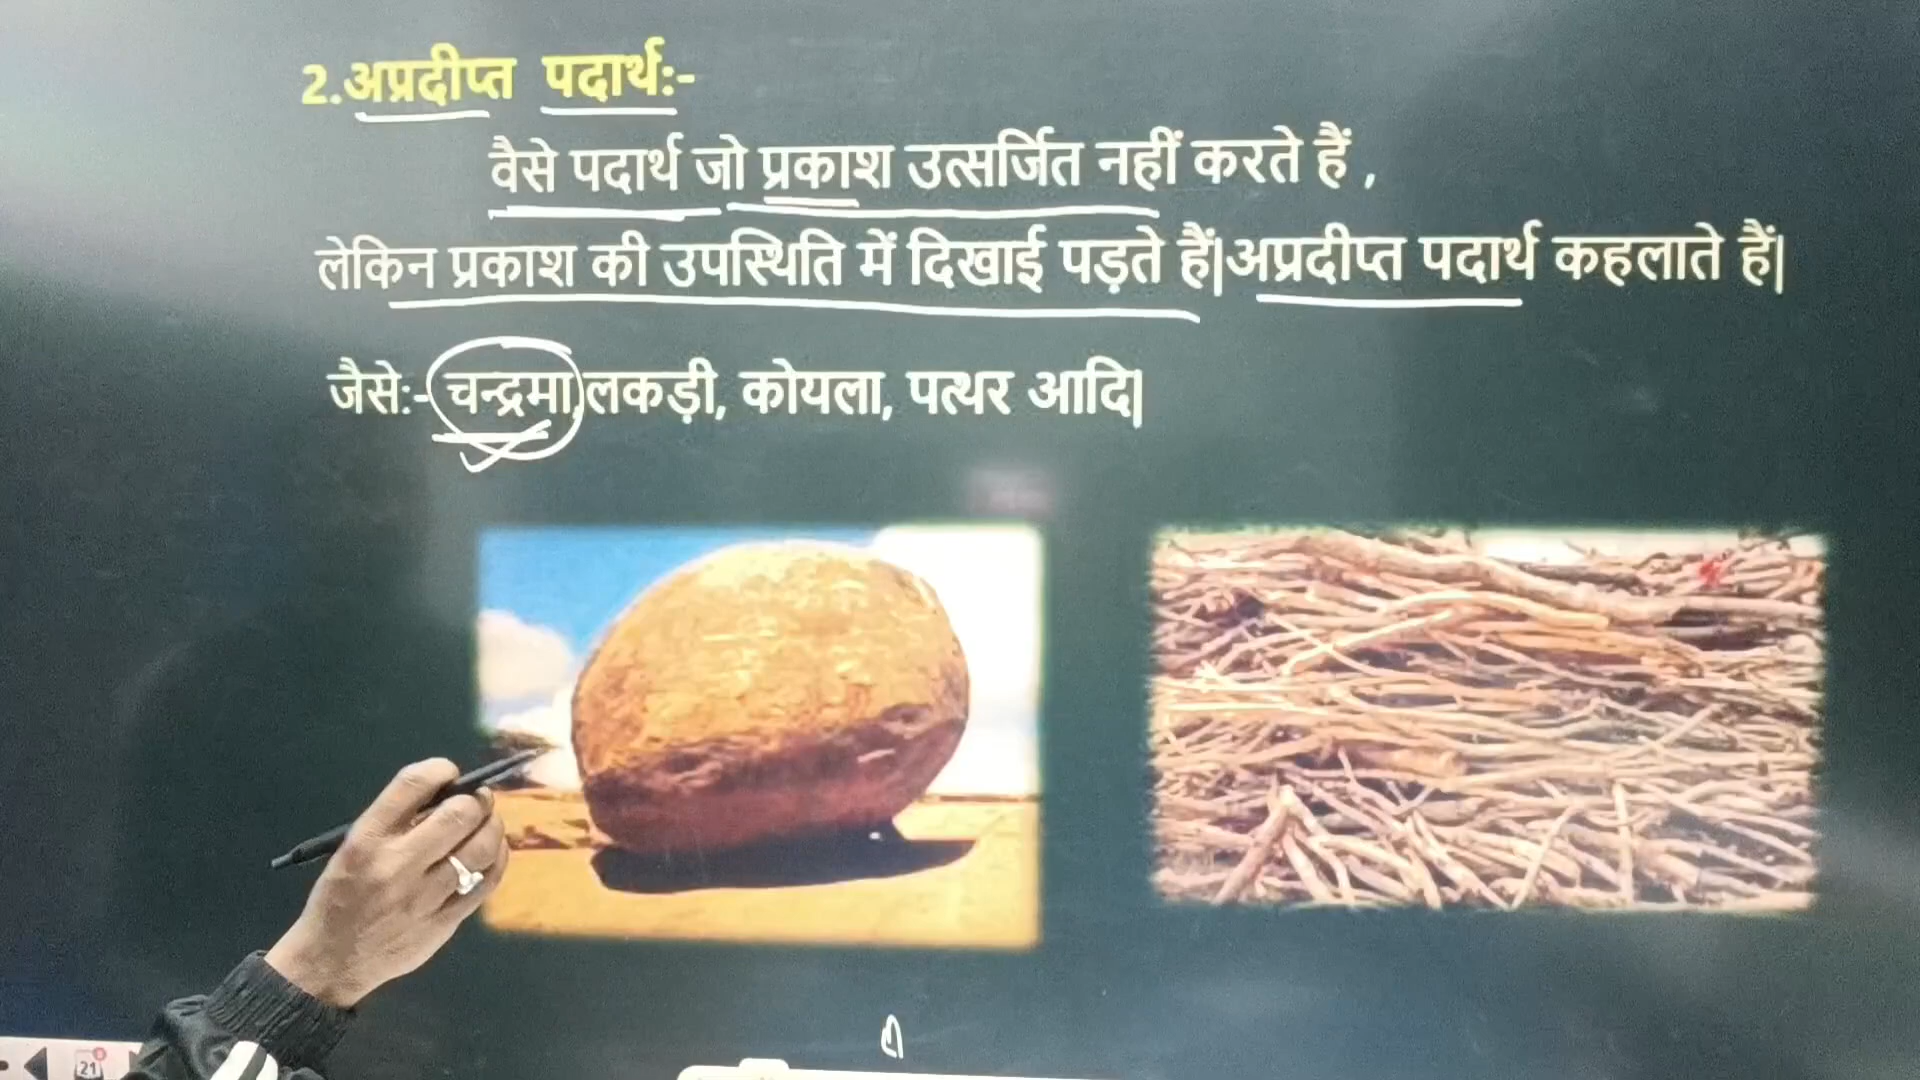 2.अप्रदीप्त पदार्थ:-
वैसे पदार्थ जो प्रकाश उत्सर्जित नहीं करते हैं ,
लेकिन प्रकाश की उपस्थिति में दिखाई पड़ते हैं|अप्रदीप्त पदार्थ कहलाते हैं|
जैसे:- चन्द्रमा,लकड़ी, कोयला, पत्थर आदि|
21